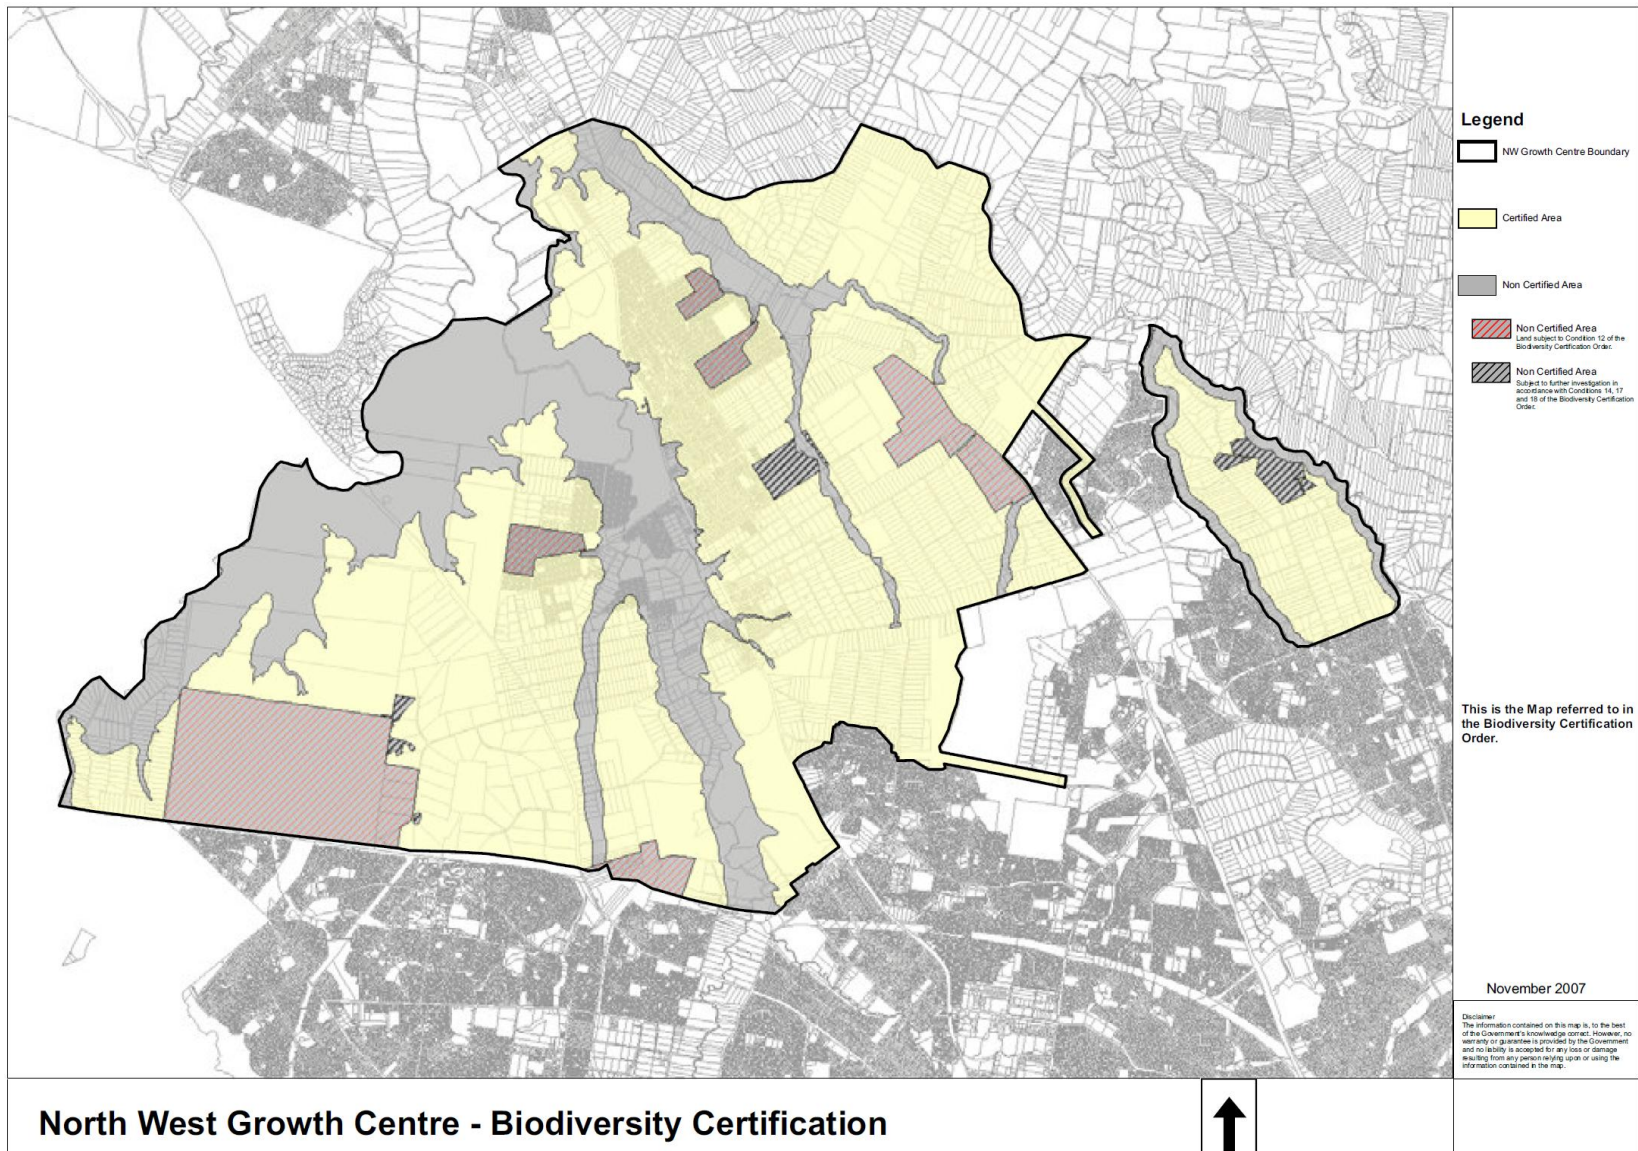 Legend
NW Growth Centre Boundary
Certified Area
Non Certified Area
Non Certified Area
Land subject to Condition 12 of the
Biodiversity Certification Order.
Non Certified Area
Subject to further investigation in
accordance with Conditions 14, 17
and 18 of the Biodiversity Certification
Order.
This is the Map referred to in
the Biodiversity Certification
Order.
November 2007
Disclaimer
The information contained on this map is, to the best
of the Government's knowlwedge correct. However, no
warranty or guarantee is provided by the Government
and no liability is accepted for any loss or damage
resulting from any person relying upon or using the
information contained in the map.
North West Growth Centre - Biodiversity Certification